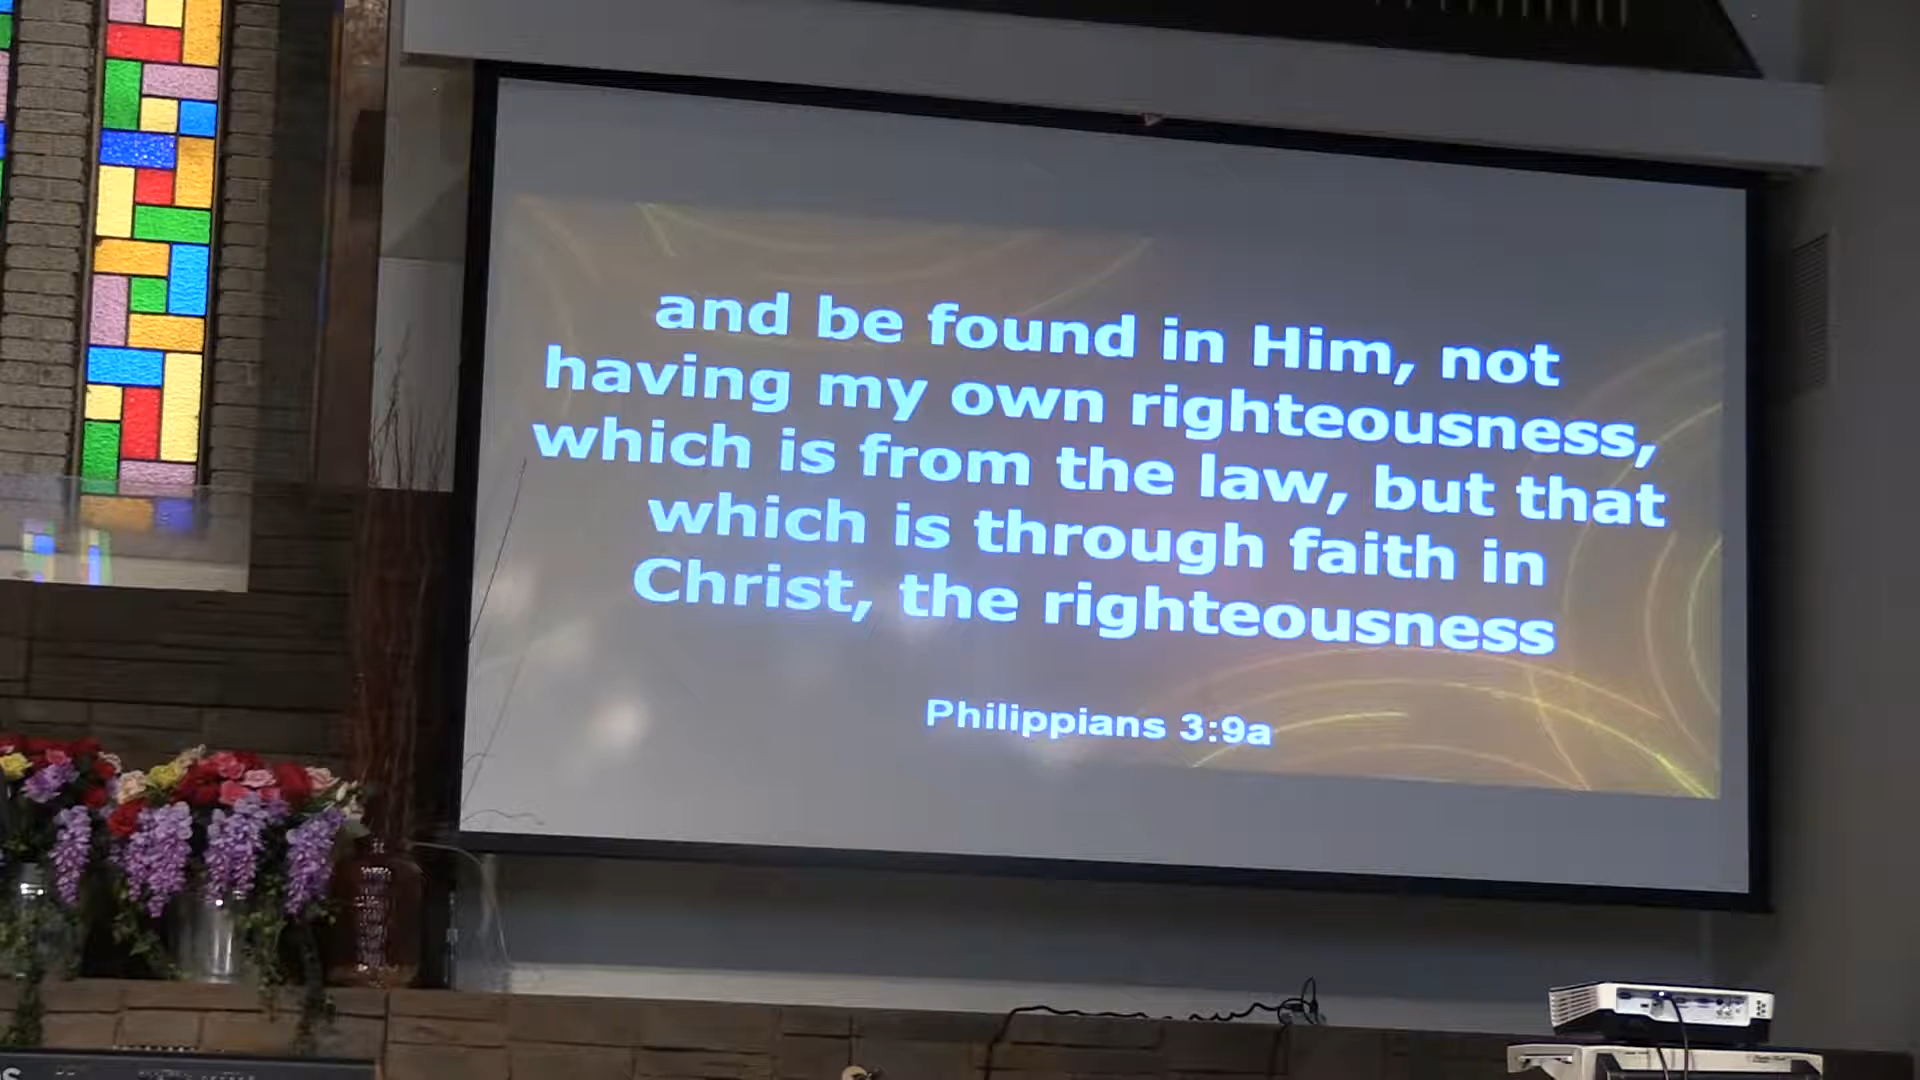 and be found in Him, not
having my own righteousness,
which is from the law, but that
which is through faith in
Christ, the righteousness
Philippians 3:9a